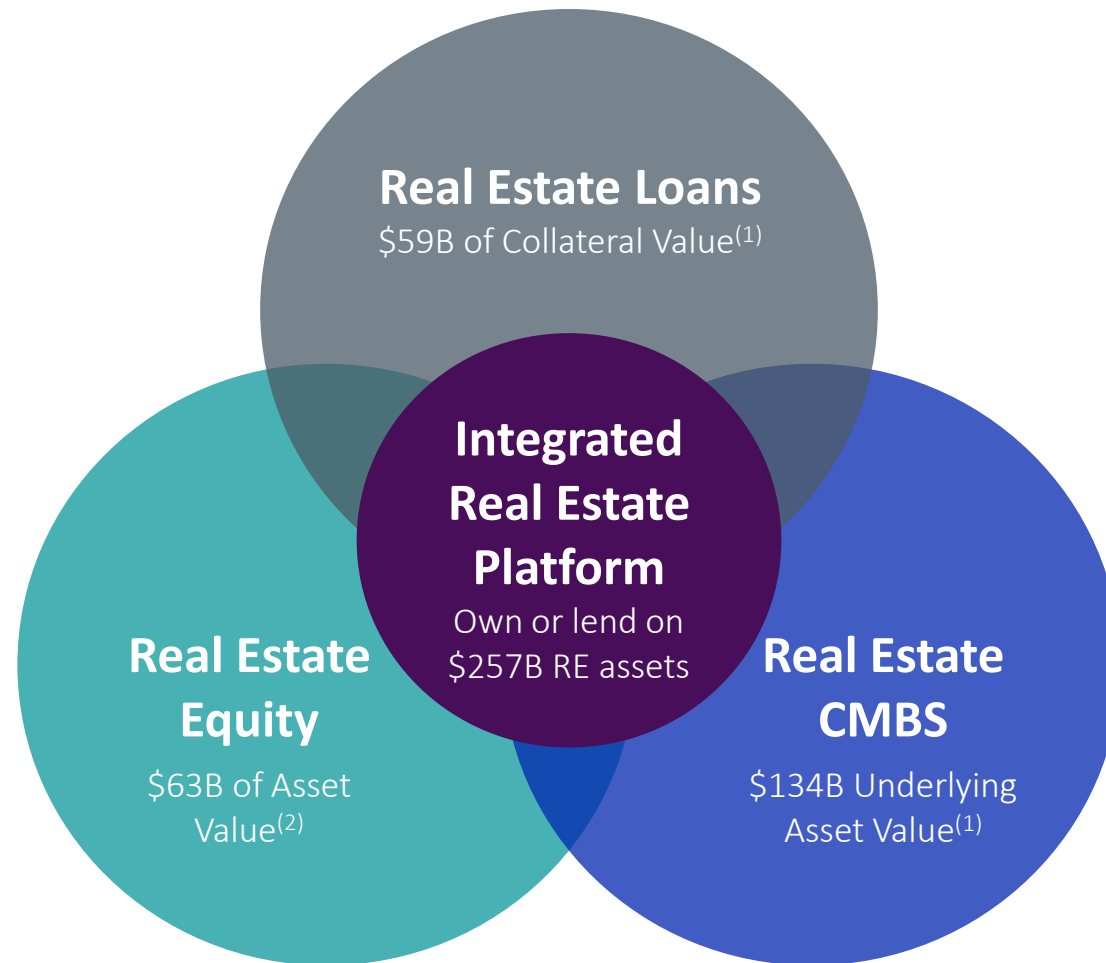 Real Estate Loans
$59B of Collateral Value(1)
Integrated
Real Estate
Platform
Own or lend on
$257B RE assets
Real Estate
Equity
$63B of Asset
Value(2)
Real Estate
CMBS
$134B Underlying
Asset Value(1)